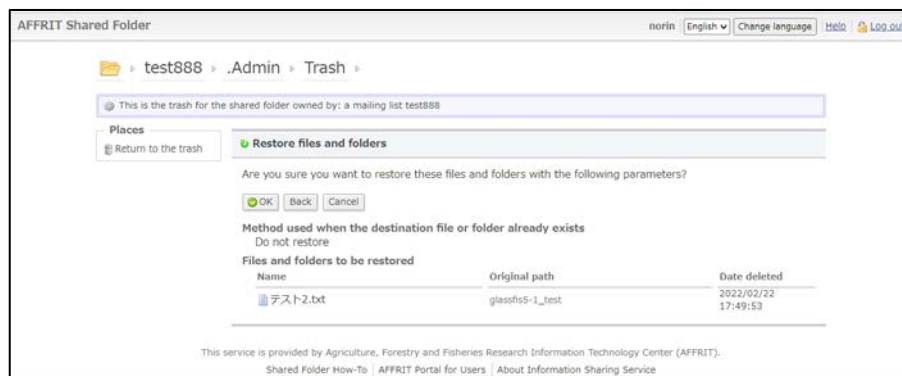 AFFRIT Shared Folder norin English Change language Help Log out
test888 .Admin Trash
This is the trash for the shared folder owned by: a mailing list test888
Places
Return to the trash
Restore files and folders
Are you sure you want to restore these files and folders with the following parameters?
OK Back Cancel
Method used when the destination file or folder already exists
Do not restore
Files and folders to be restored
Name Original path Date deleted
テスト2.txt glassfis5-1_test 2022/02/22
17:49:53
This service is provided by Agriculture, Forestry and Fisheries Research Information Technology Center (AFFRIT).
Shared Folder How-To | AFFRIT Portal for Users | About Information Sharing Service